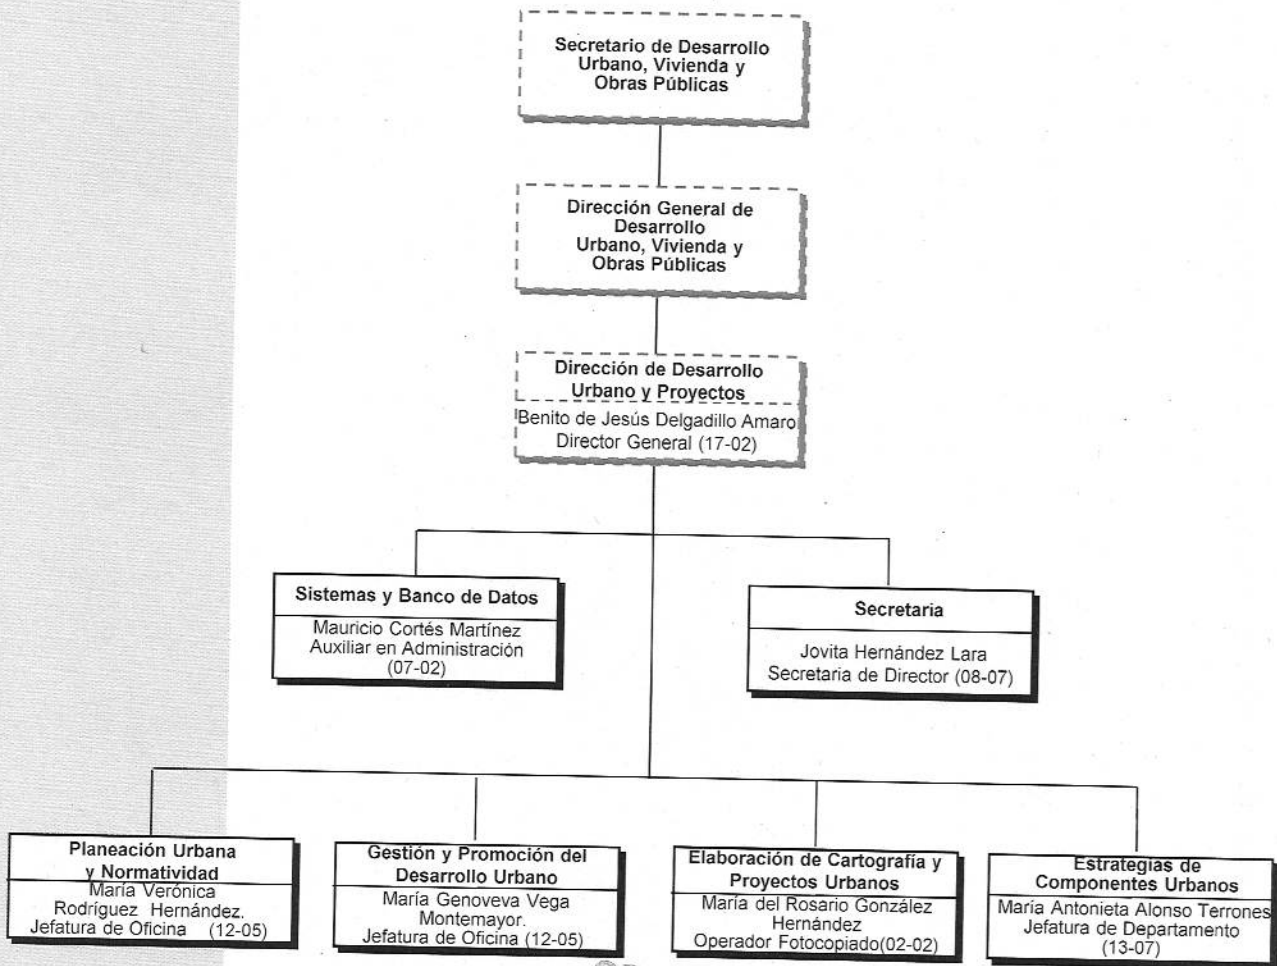 Secretario de Desarrollo
Urbano, Vivienda y
Obras Públicas
Dirección General de
Desarrollo
Urbano, Vivienda y
Obras Públicas
Dirección de Desarrollo
Urbano y Proyectos
Benito de Jesús Delgadillo Amaro
Director General (17-02)
Sistemas y Banco de Datos
Mauricio Cortés Martínez
Auxiliar en Administración
(07-02)
Secretaria
Jovita Hernández Lara
Secretaria de Director (08-07)
Planeación Urbana
y Normatividad
María Verónica
Rodríguez Hernández.
Jefatura de Oficina (12-05)
Gestión y Promoción del
Desarrollo Urbano
María Genoveva Vega
Montemayor.
Jefatura de Oficina (12-05)
Elaboración de Cartografía y
Proyectos Urbanos
María del Rosario González
Hernández
Operador Fotocopiado(02-02)
Estrategias de
Componentes Urbanos
María Antonieta Alonso Terrones
Jefatura de Departamento
(13-07)